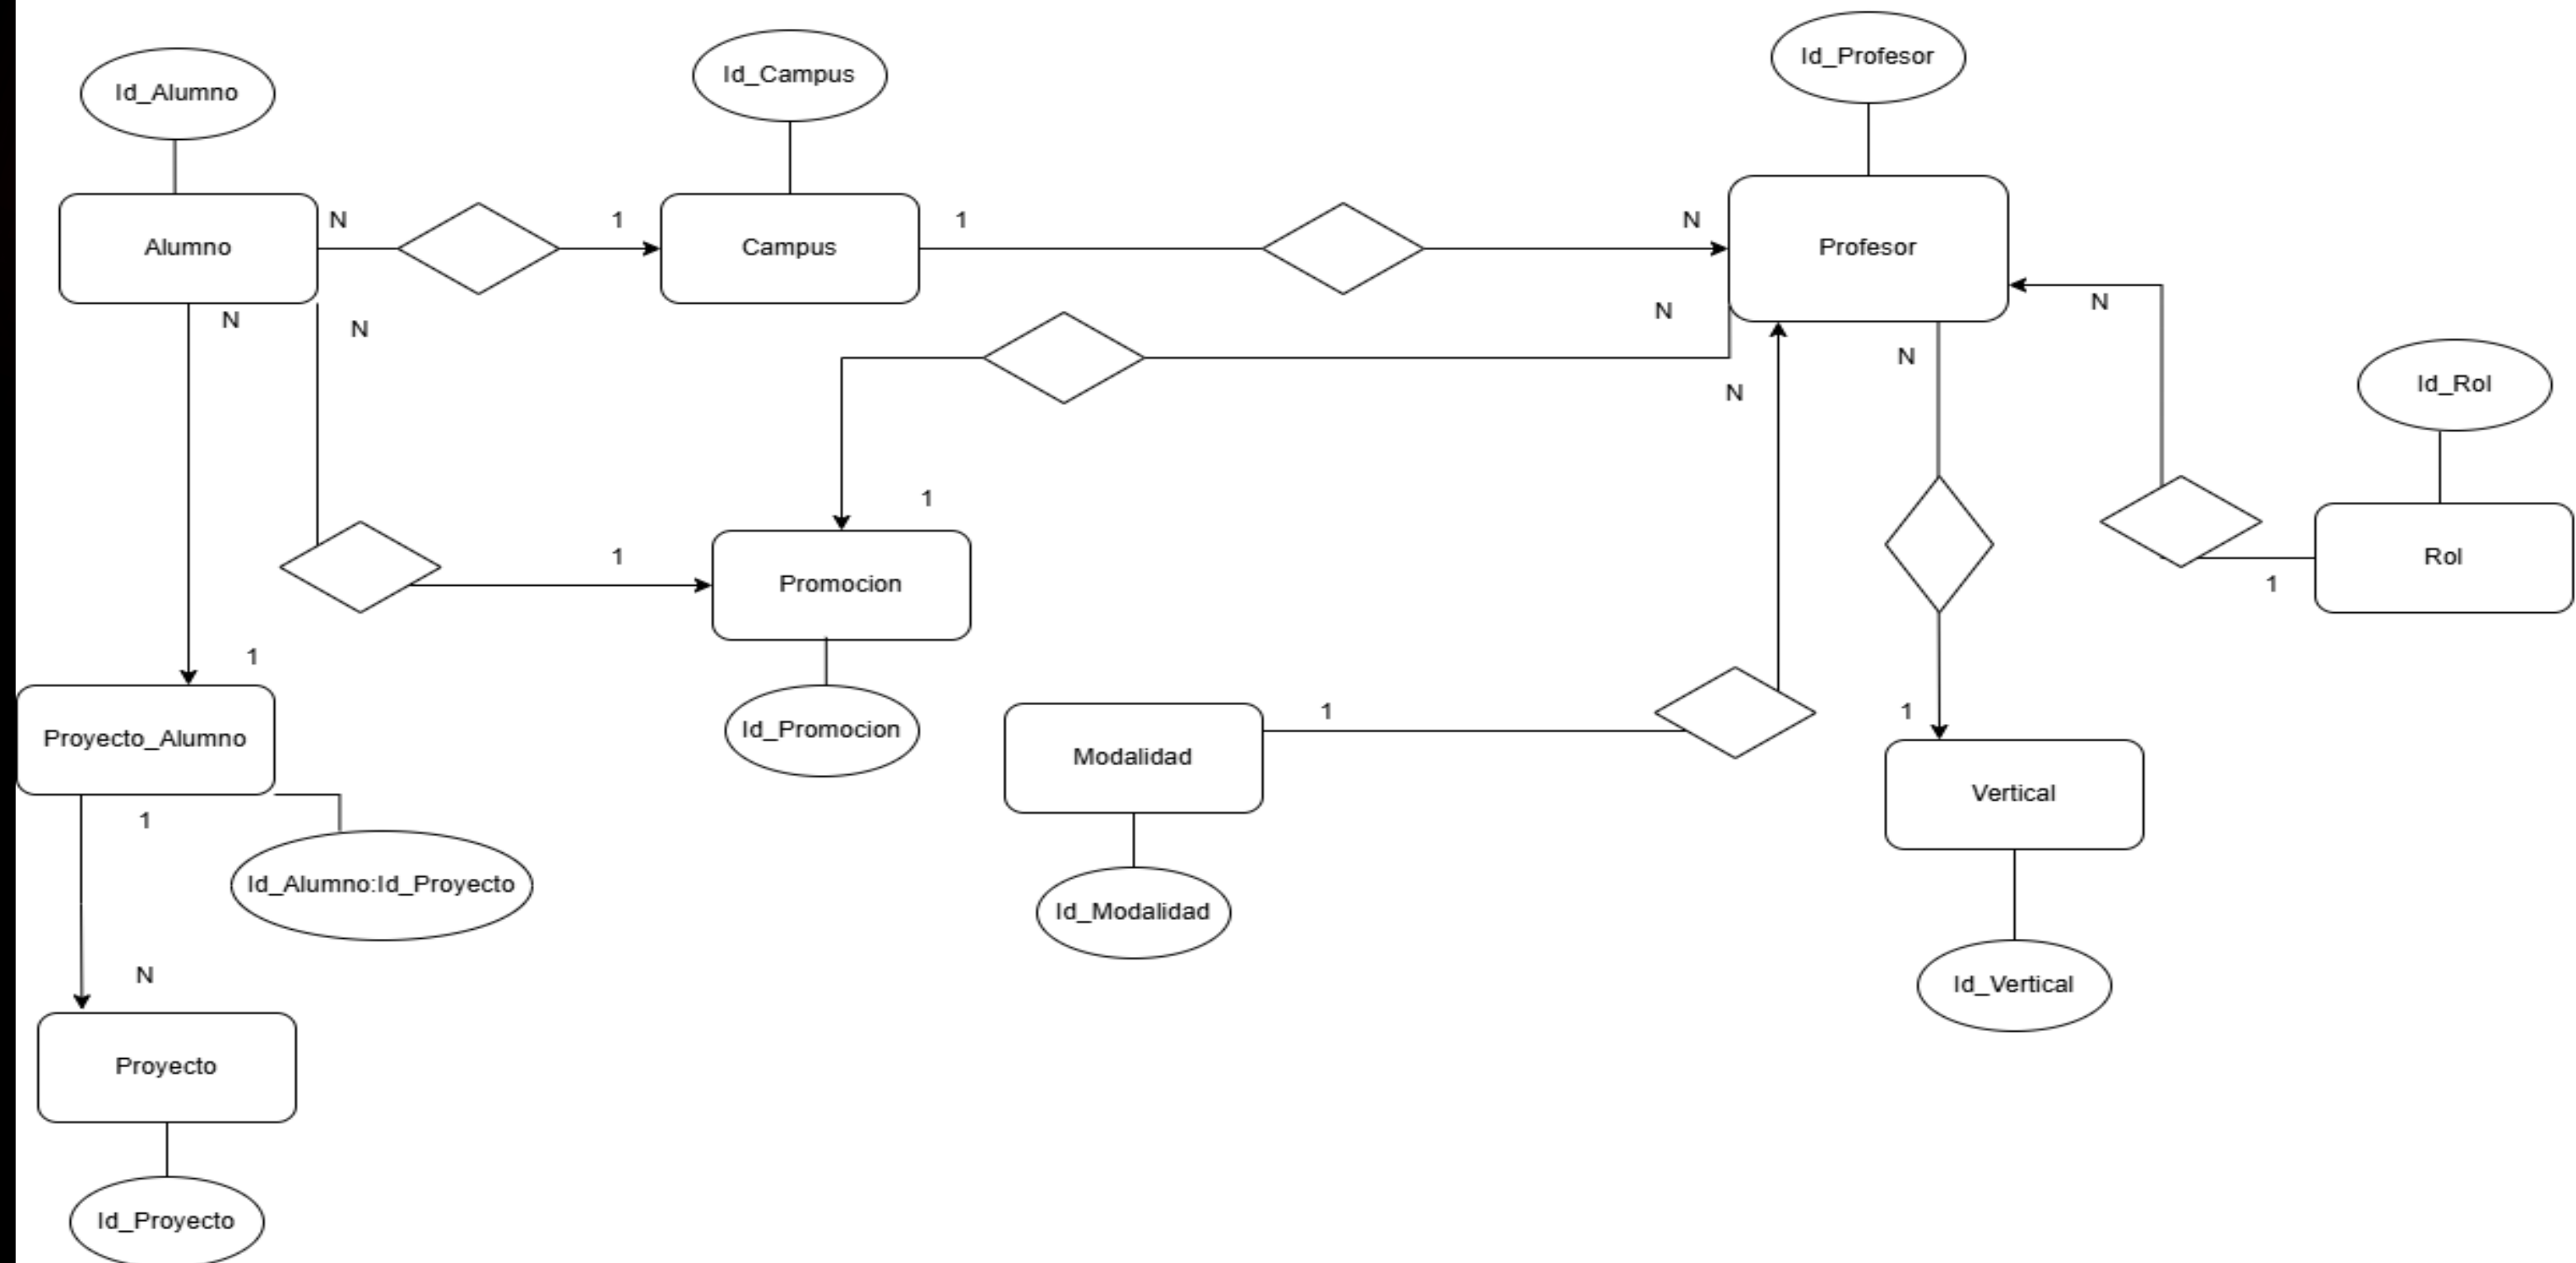 Id_Profesor
Id_Campus
Id_Alumno
N
1
1
N
Alumno
Campus
Profesor
N
N
N
N
N
N
Id_Rol
1
1
Rol
1
Promocion
1
Proyecto_Alumno
Id_Promocion
1
1
Modalidad
Vertical
1
Id_Alumno:Id_Proyecto
Id_Modalidad
N
Id_Vertical
Proyecto
Id_Proyecto